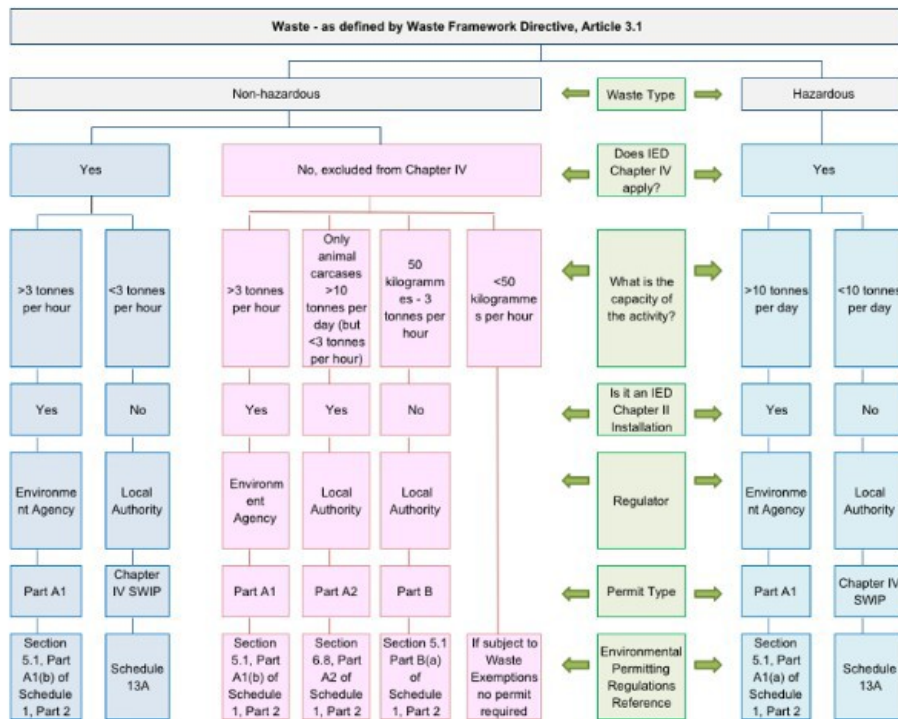 Waste - as defined by Waste Framework Directive, Article 3.1
Non-hazardous
Waste Type
Hazardous
Yes
No, excluded from Chapter IV
Does IED
Chapter IV
apply?
Yes
>3 tonnes
per hour
<3 tonnes
per hour
>3 tonnes
per hour
Only
animal
carcases
>10
tonnes per
day (but
<3 tonnes
per hour)
50
kilogramm
es - 3
tonnes per
hour
<50
kilogramme
s per hour
What is the
capacity of
the activity?
>10 tonnes
per day
<10 tonnes
per day
Yes
No
Yes
Yes
No
Is it an IED
Chapter II
Installation
Yes
No
Environme
nt Agency
Local
Authority
Environme
nt Agency
Local
Authority
Local
Authority
Regulator
Environme
nt Agency
Local
Authority
Part A1
Chapter
IV SWIP
Part A1
Part A2
Part B
Permit Type
Part A1
Chapter IV
SWIP
Section
5.1, Part
A1(b) of
Schedule
1, Part 2
Schedule
13A
Section
5.1, Part
A1(b) of
Schedule
1, Part 2
Section
6.8, Part
A2 of
Schedule
1, Part 2
Section 5.1
Part B(a)
of
Schedule
1, Part 2
If subject to
Waste
Exemptions
no permit
required
Environmental
Permitting
Regulations
Reference
Section
5.1, Part
A1(a) of
Schedule
1, Part 2
Schedule
13A